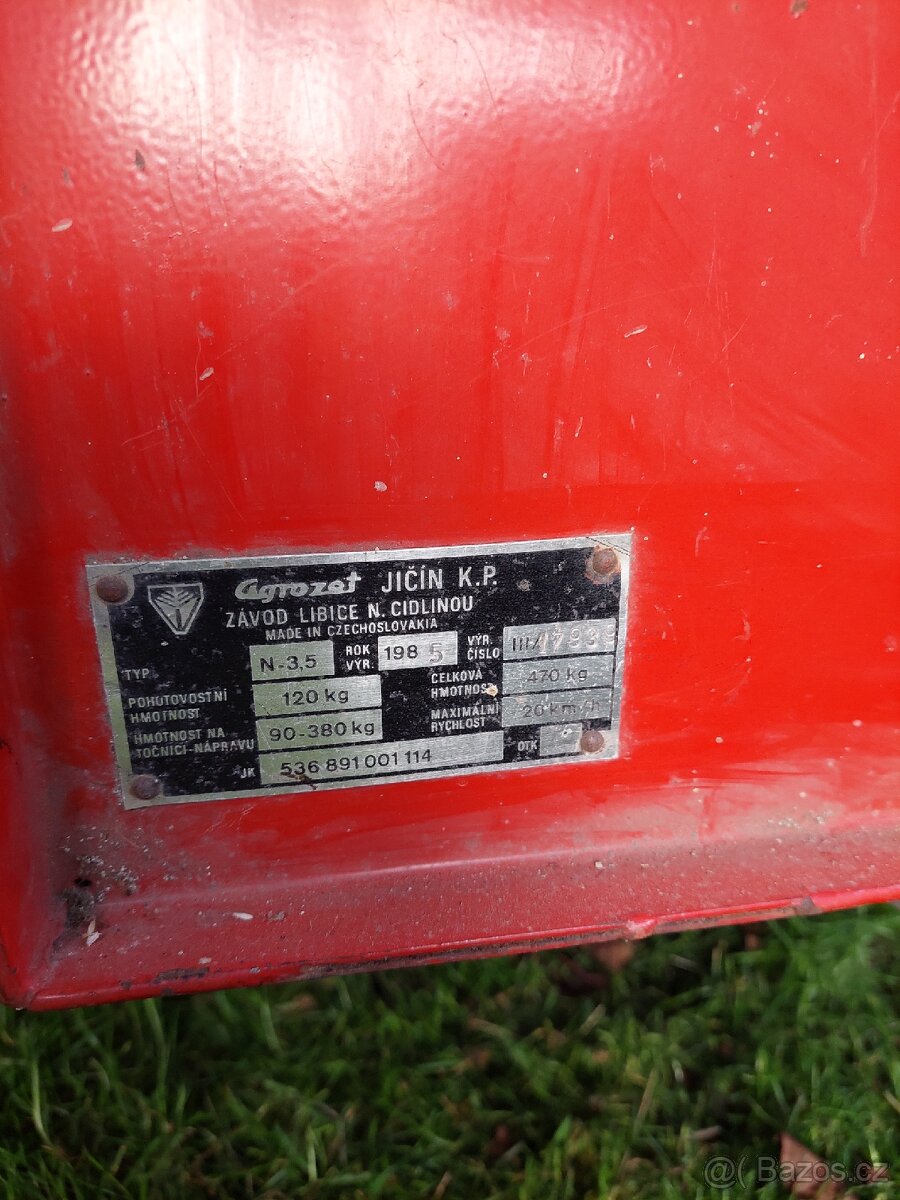 Agrozet JIČÍN K.P.
ZÁVOD LIBICE N. CIDLINOU
MADE IN CZECHOSLOVAKIA
TYP N-3,5 ROK VÝR. 198 5 VÝR. ČÍSLO
POHOTOVOSTNÍ HMOTNOST 120 kg CELKOVÁ HMOTNOST 470 kg
HMOTNOST NA TOČNICI-NÁPRAVU 90-380 kg MAXIMÁLNÍ RYCHLOST 20 km/h
JK 536 891 001 114 OTK
@( Bazos.cz